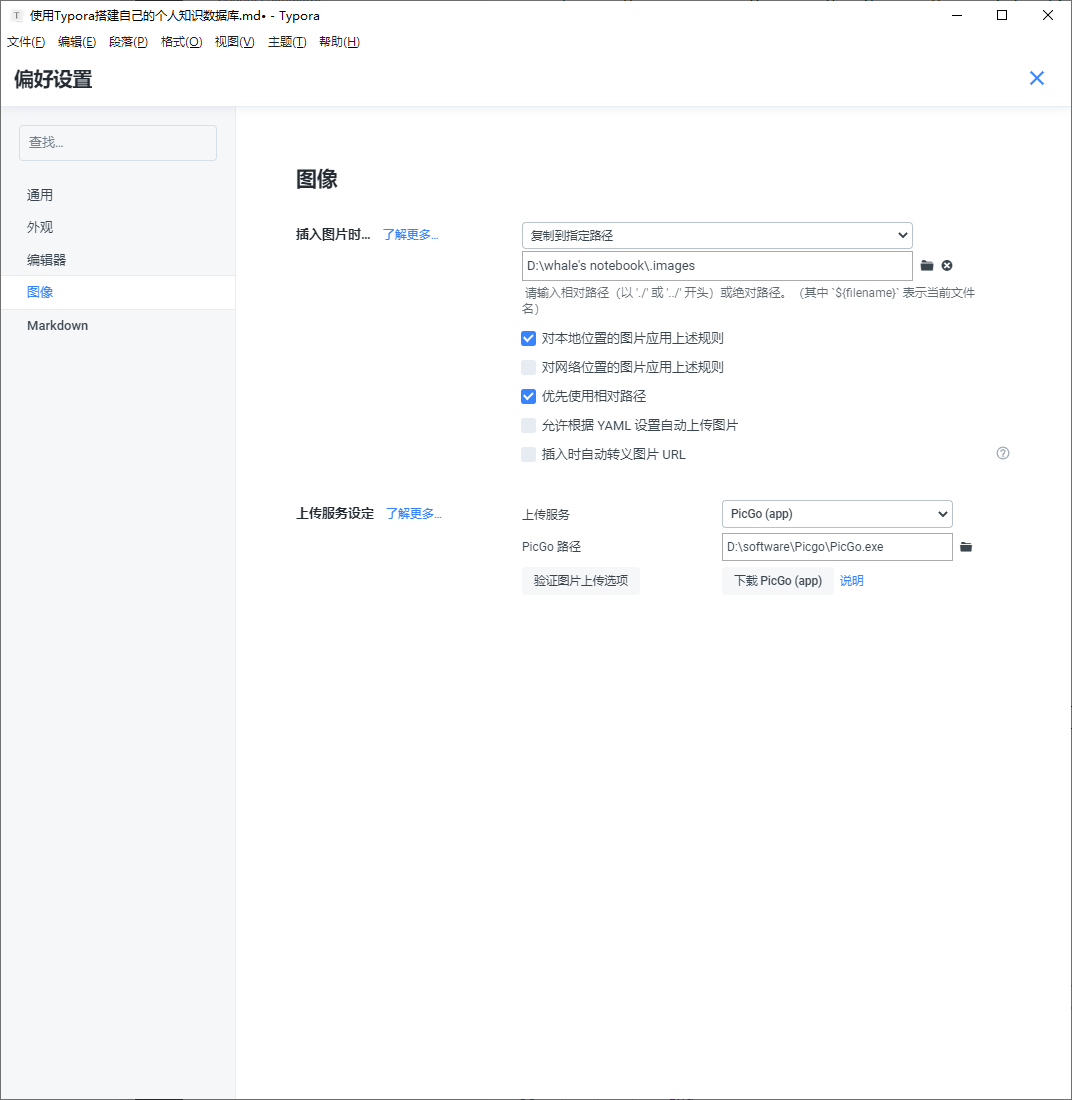 使用Typora搭建自己的个人知识数据库.md• - Typora
文件(F) 编辑(E) 段落(P) 格式(O) 视图(V) 主题(T) 帮助(H)
偏好设置
查找...
通用
外观
编辑器
图像
Markdown
图像
插入图片时... 了解更多... 复制到指定路径
D:\whale's notebook\.images
请输入相对路径（以 './' 或 '../' 开头）或绝对路径。（其中 `${filename}` 表示当前文件
名）
对本地位置的图片应用上述规则
对网络位置的图片应用上述规则
优先使用相对路径
允许根据 YAML 设置自动上传图片
插入时自动转义图片 URL
上传服务设定 了解更多... 上传服务 PicGo (app)
PicGo 路径 D:\software\Picgo\PicGo.exe
验证图片上传选项 下载 PicGo (app) 说明